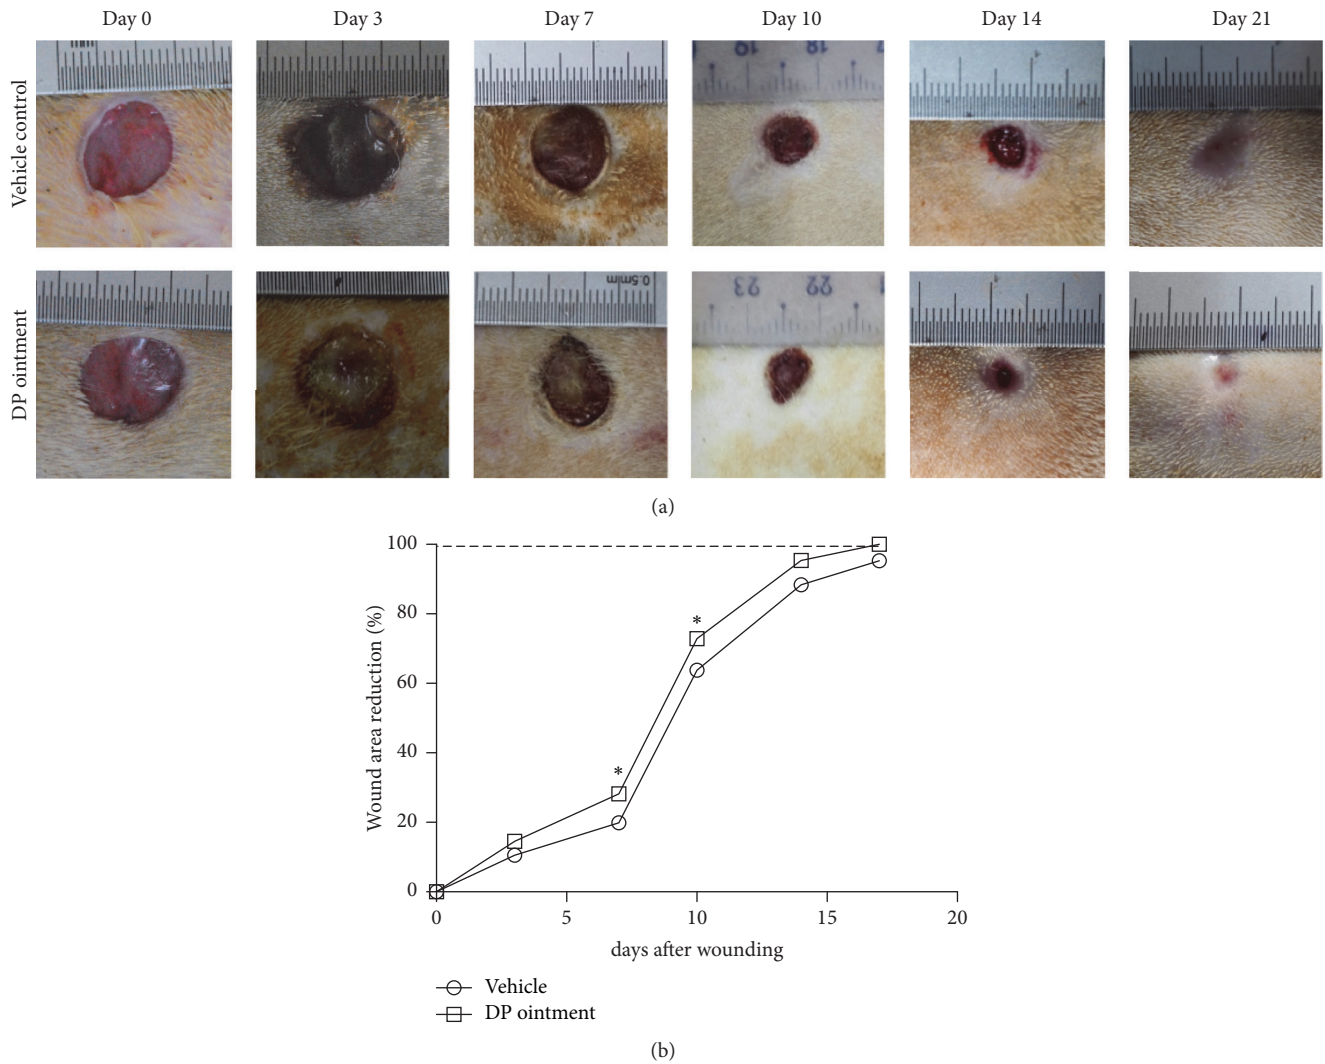 Day 0 Day 3 Day 7 Day 10 Day 14 Day 21
Vehicle control
19 18
DP ointment
0.5mm
23 22
(a)
100
80
60
40
20
0
Wound area reduction (%)
*
*
0 5 10 15 20
days after wounding
Vehicle
DP ointment
(b)